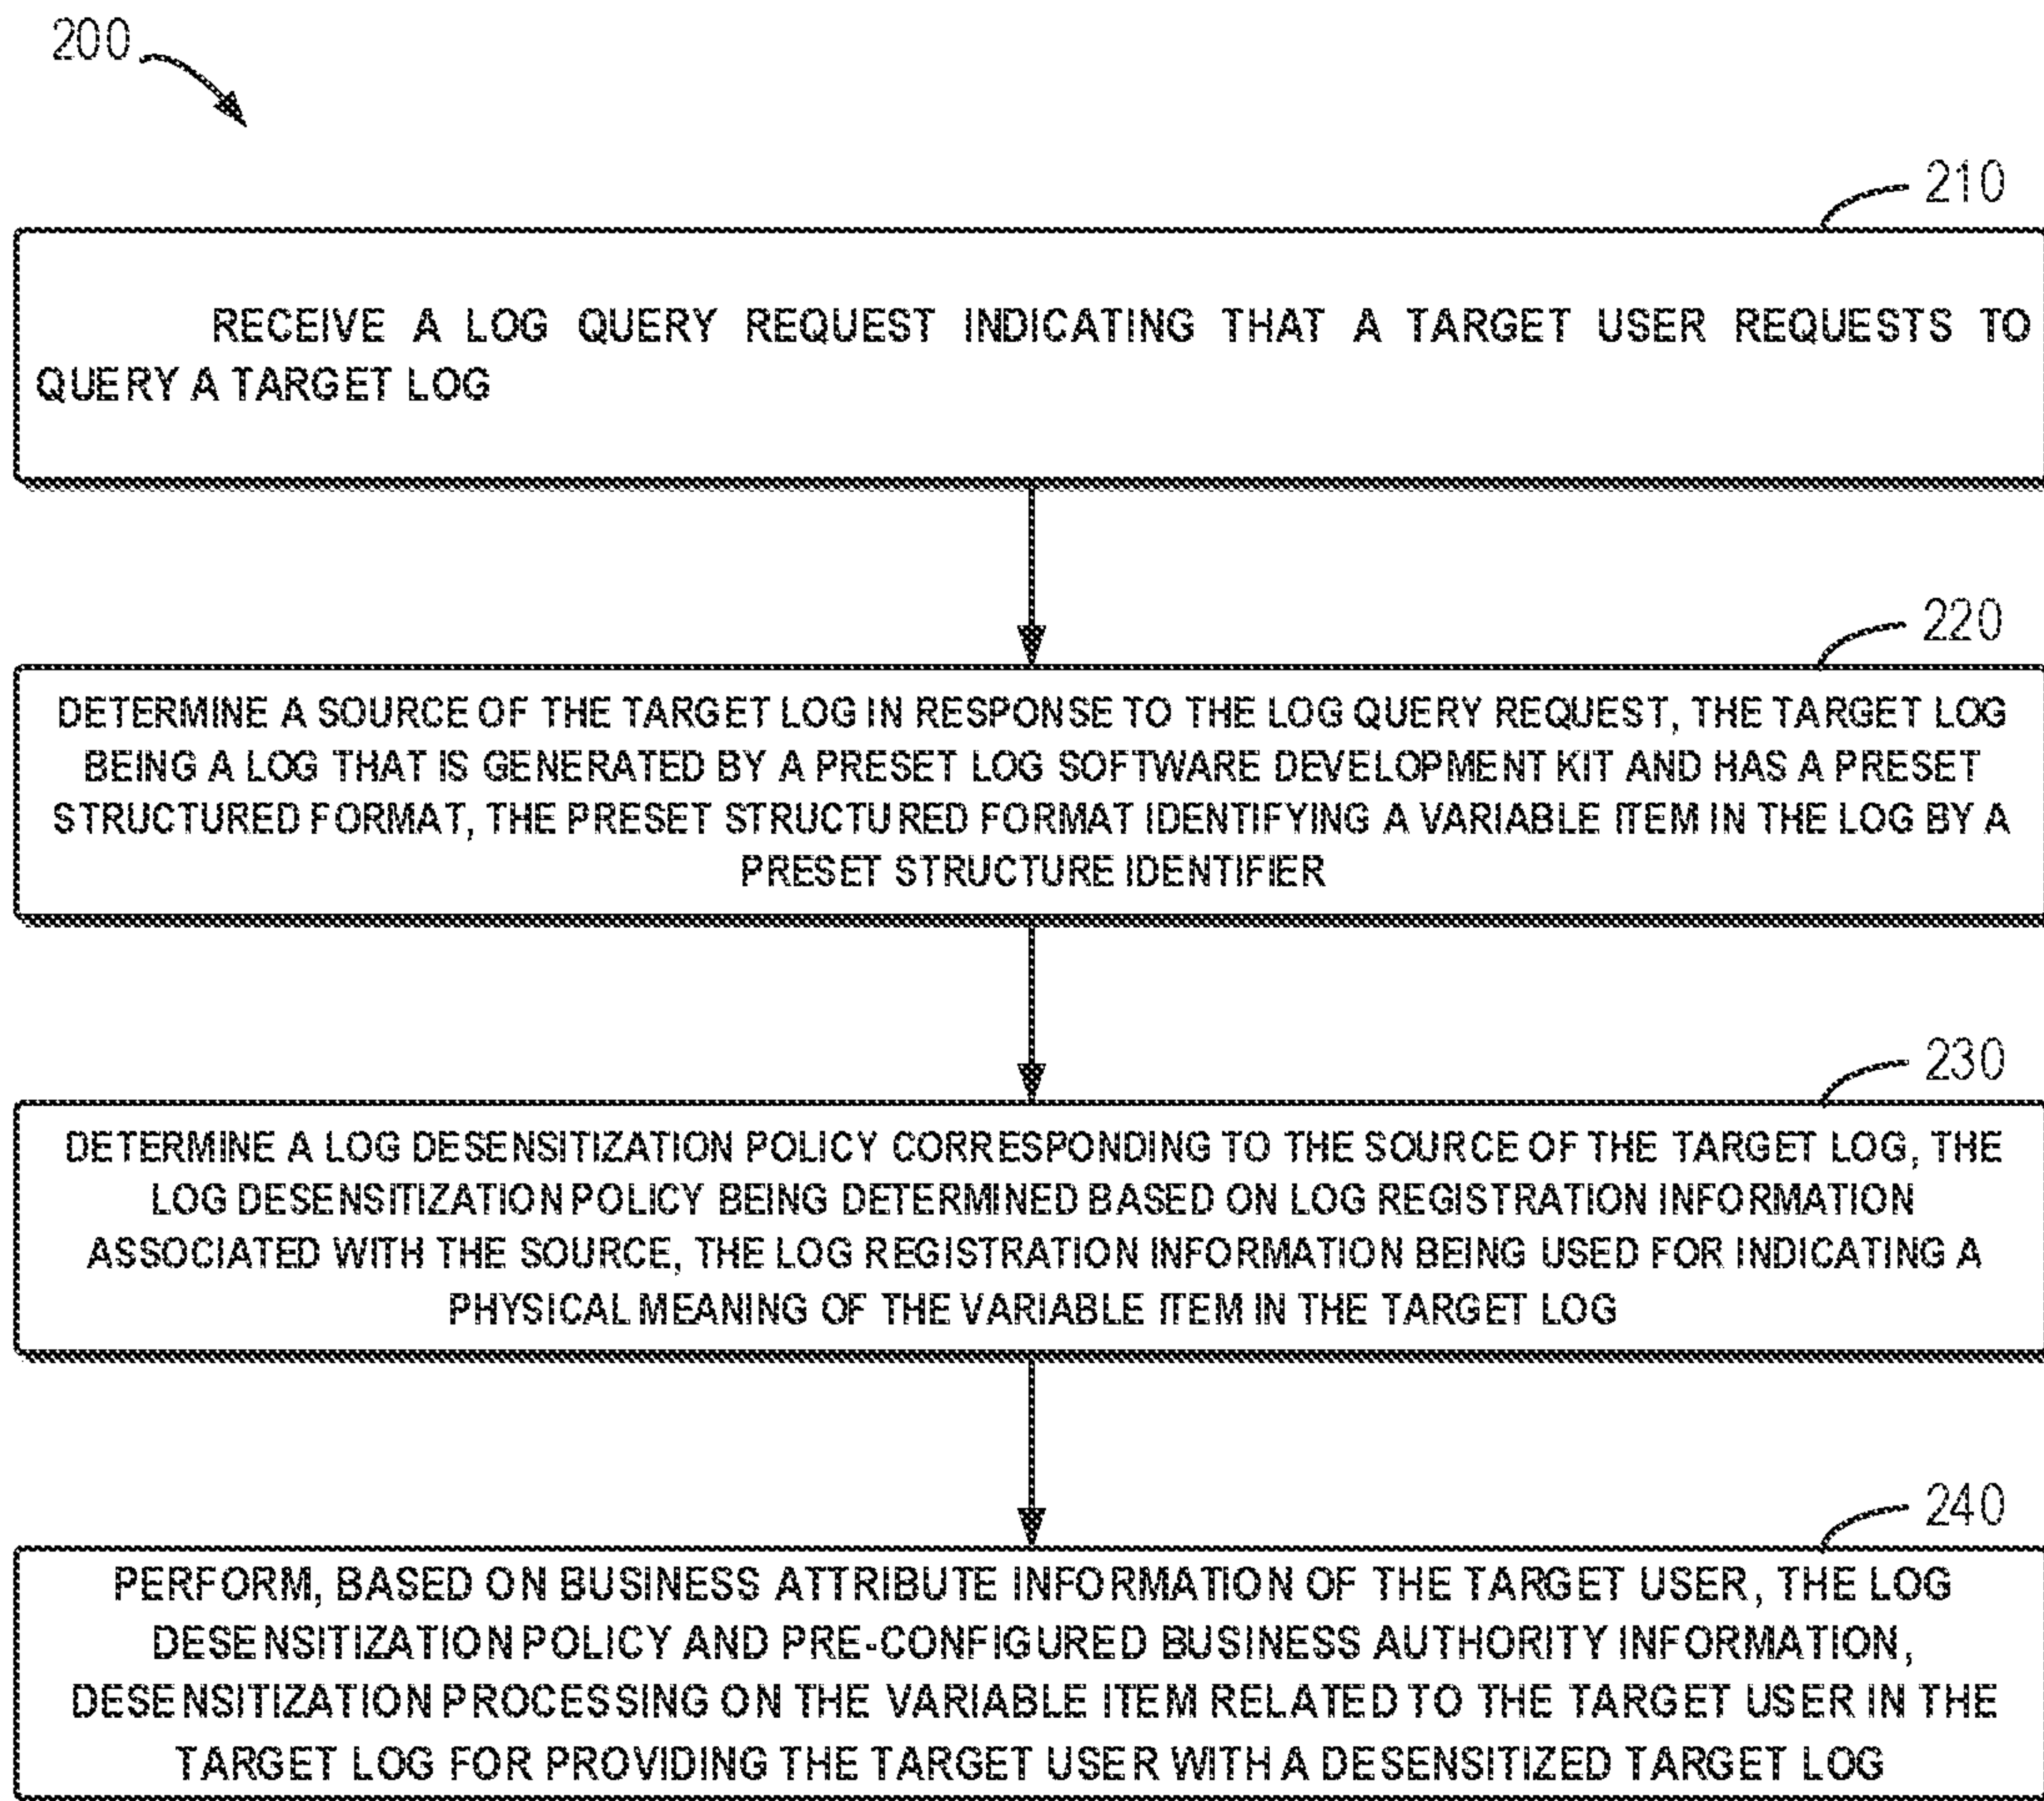 200
210
RECEIVE A LOG QUERY REQUEST INDICATING THAT A TARGET USER REQUESTS TO
QUERY A TARGET LOG
220
DETERMINE A SOURCE OF THE TARGET LOG IN RESPONSE TO THE LOG QUERY REQUEST, THE TARGET LOG
BEING A LOG THAT IS GENERATED BY A PRESET LOG SOFTWARE DEVELOPMENT KIT AND HAS A PRESET
STRUCTURED FORMAT, THE PRESET STRUCTURED FORMAT IDENTIFYING A VARIABLE ITEM IN THE LOG BY A
PRESET STRUCTURE IDENTIFIER
230
DETERMINE A LOG DESENSITIZATION POLICY CORRESPONDING TO THE SOURCE OF THE TARGET LOG, THE
LOG DESENSITIZATION POLICY BEING DETERMINED BASED ON LOG REGISTRATION INFORMATION
ASSOCIATED WITH THE SOURCE, THE LOG REGISTRATION INFORMATION BEING USED FOR INDICATING A
PHYSICAL MEANING OF THE VARIABLE ITEM IN THE TARGET LOG
240
PERFORM, BASED ON BUSINESS ATTRIBUTE INFORMATION OF THE TARGET USER, THE LOG
DESENSITIZATION POLICY AND PRE-CONFIGURED BUSINESS AUTHORITY INFORMATION,
DESENSITIZATION PROCESSING ON THE VARIABLE ITEM RELATED TO THE TARGET USER IN THE
TARGET LOG FOR PROVIDING THE TARGET USER WITH A DESENSITIZED TARGET LOG